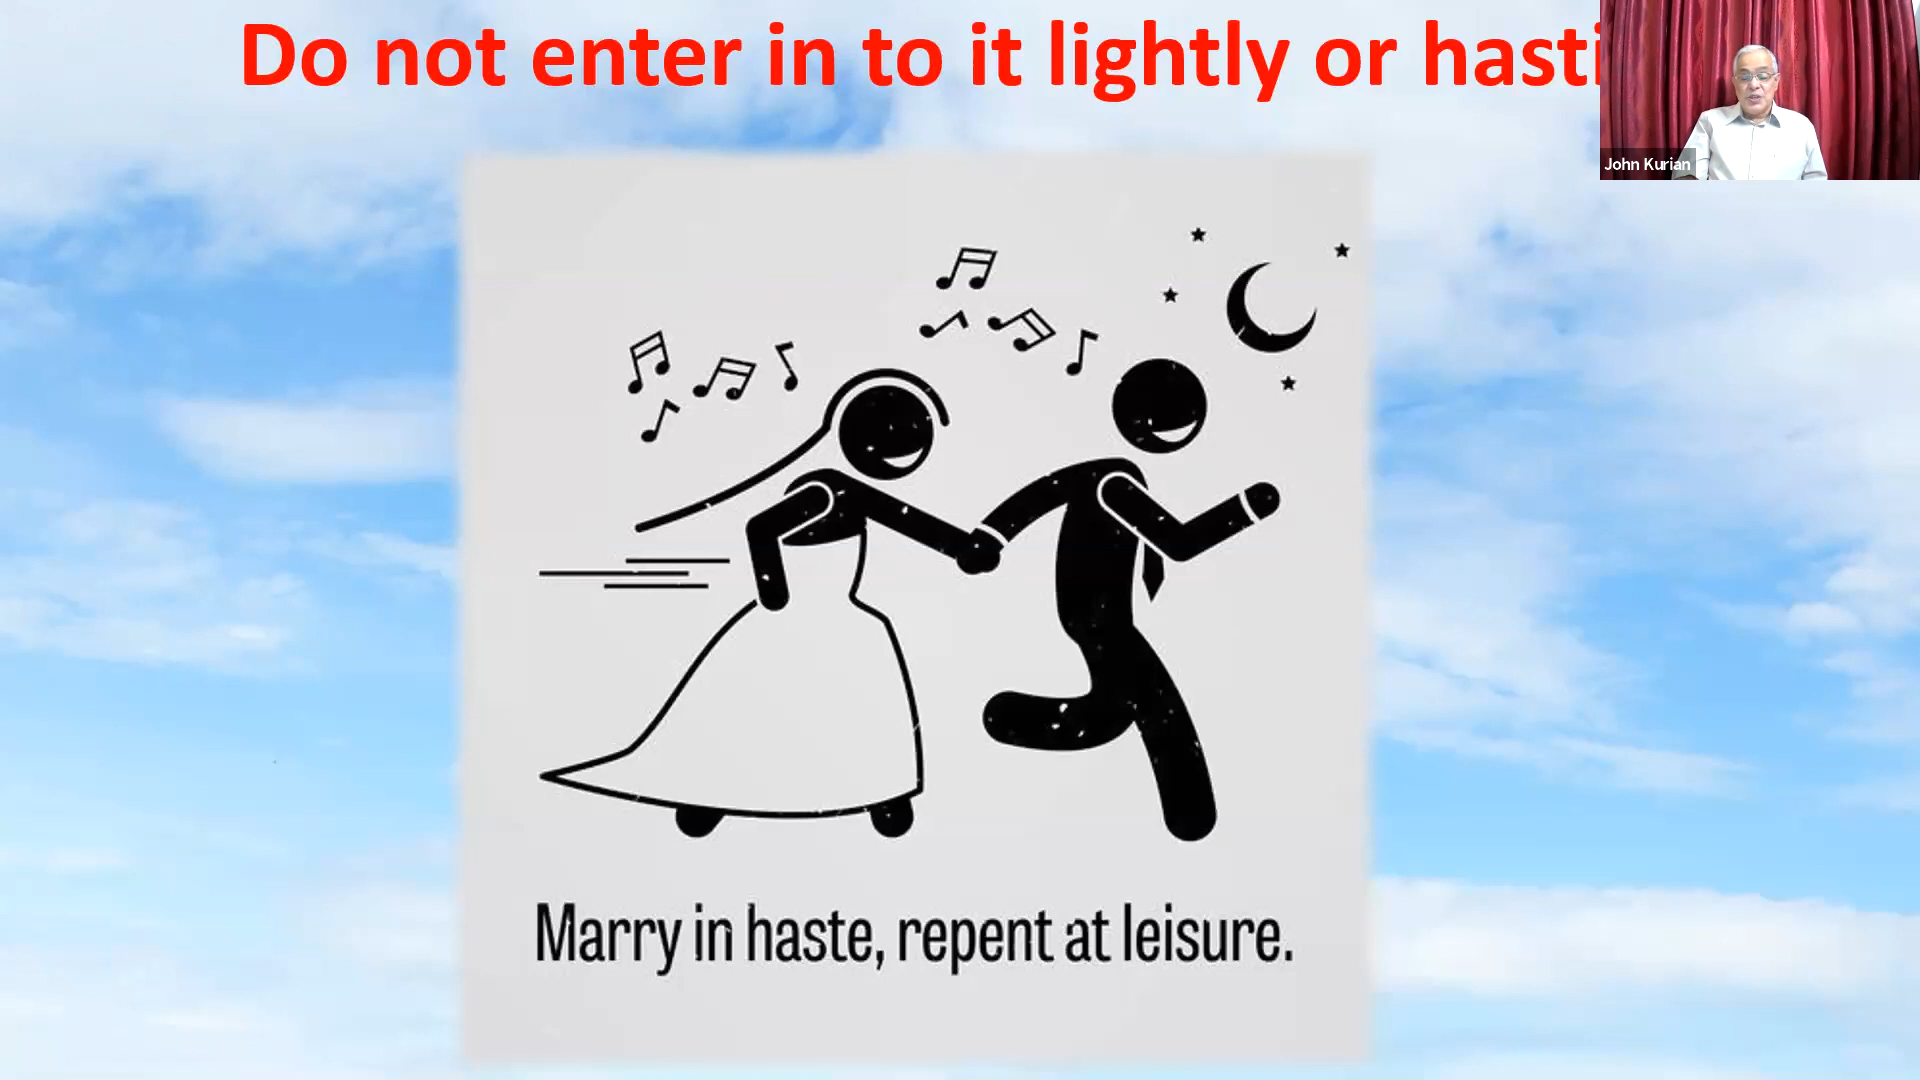 Do not enter in to it lightly or hasti
John Kurian
Marry in haste, repent at leisure.